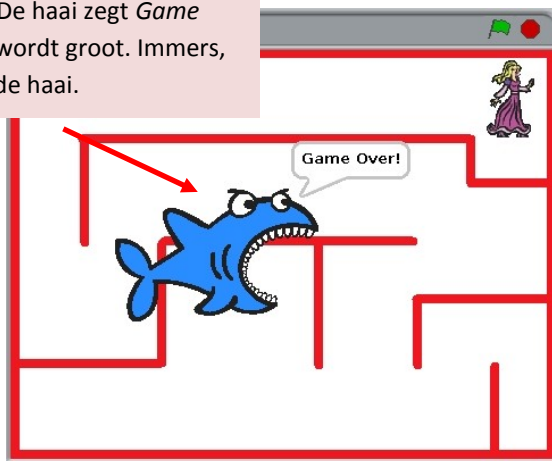 De haai zegt Game
wordt groot. Immers,
de haai.
Game Over!